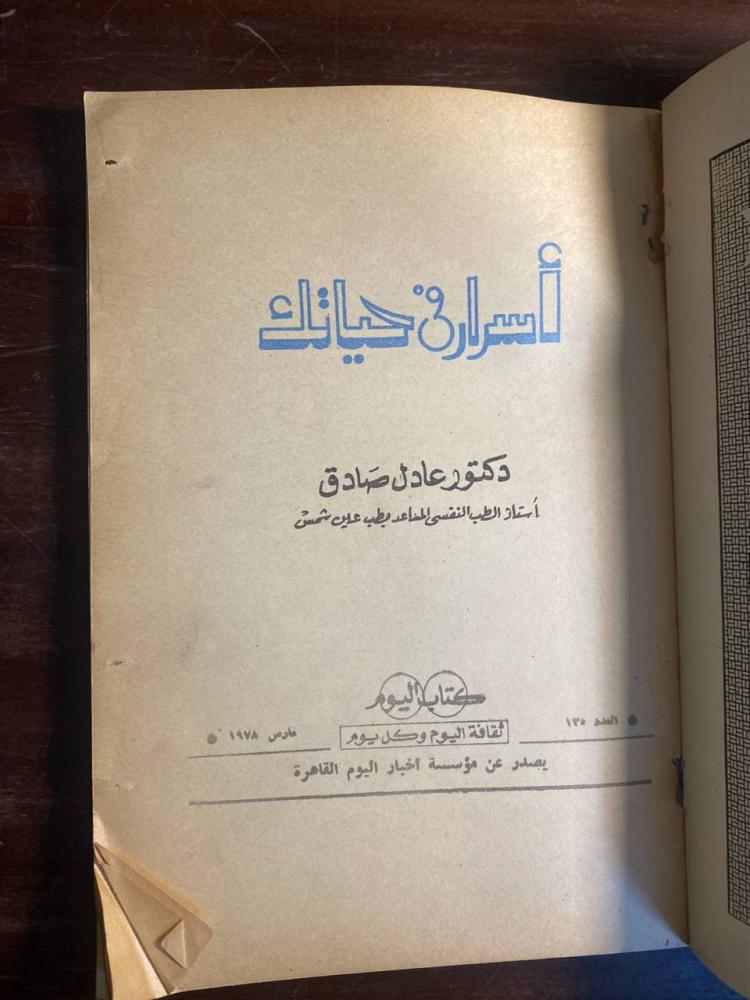 أسرار في حياتك
دكتور عادل صادق
أستاذ الطب النفسى المساعد بطب عين شمس
كتاب اليوم
ثقافة اليوم وكل يوم
● العدد ١٣٥
مارس ١٩٧٨ ●
يصدر عن مؤسسة أخبار اليوم القاهرة